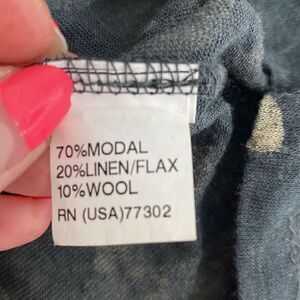 70%MODAL
20%LINEN/FLAX
10%WOOL
RN (USA)77302